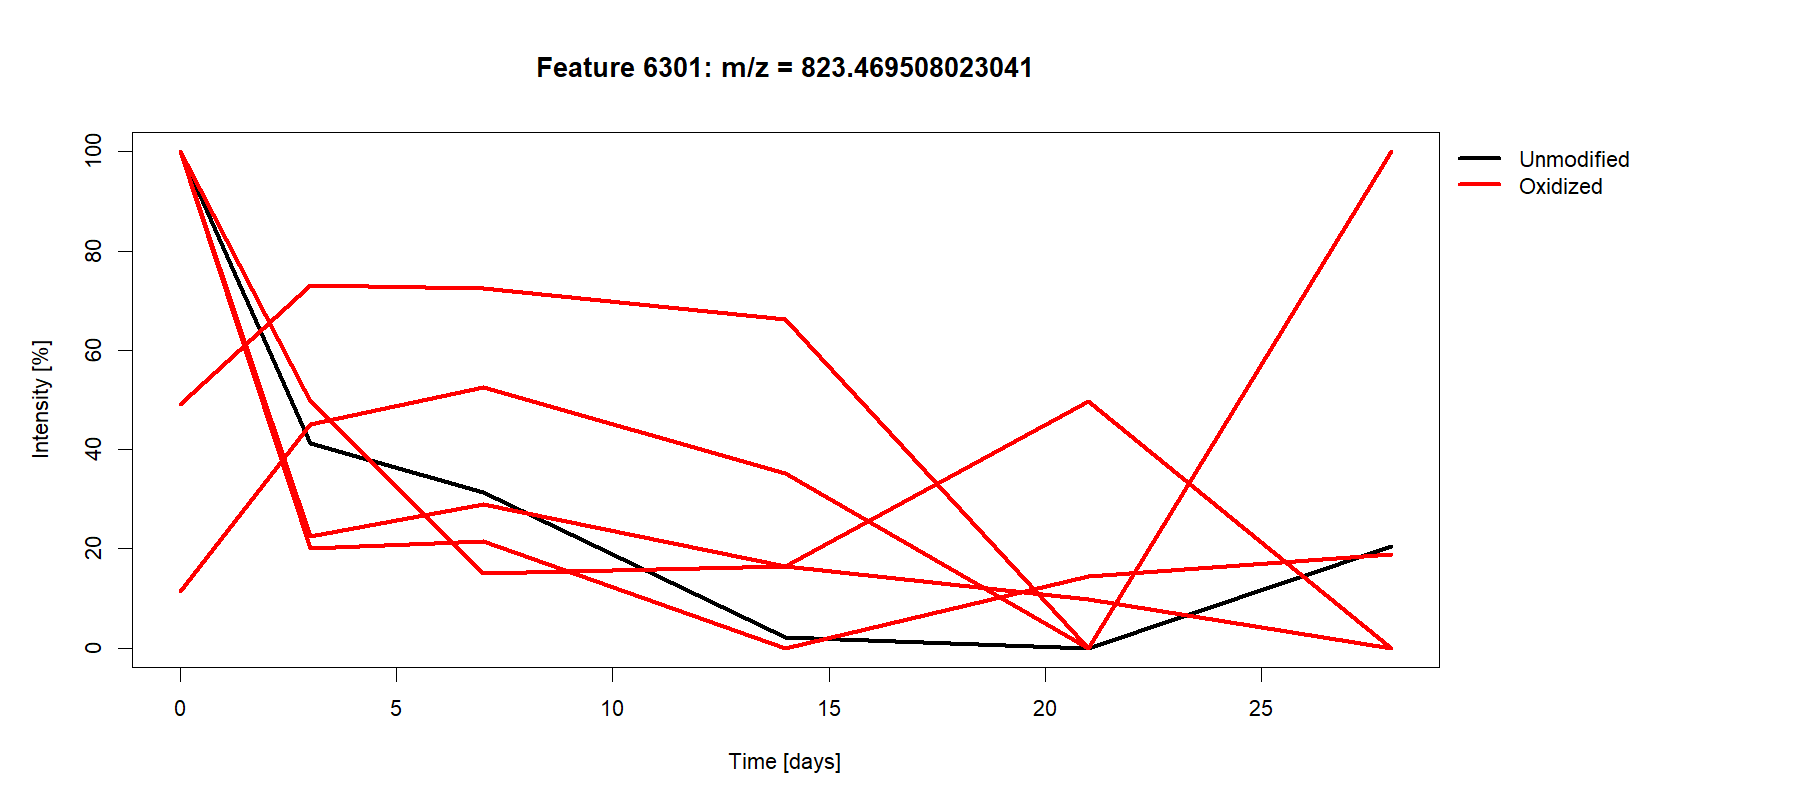 Feature 6301: m/z = 823.469508023041
Unmodified
Oxidized
Intensity [%]
100
80
60
40
20
0
0 5 10 15 20 25
Time [days]